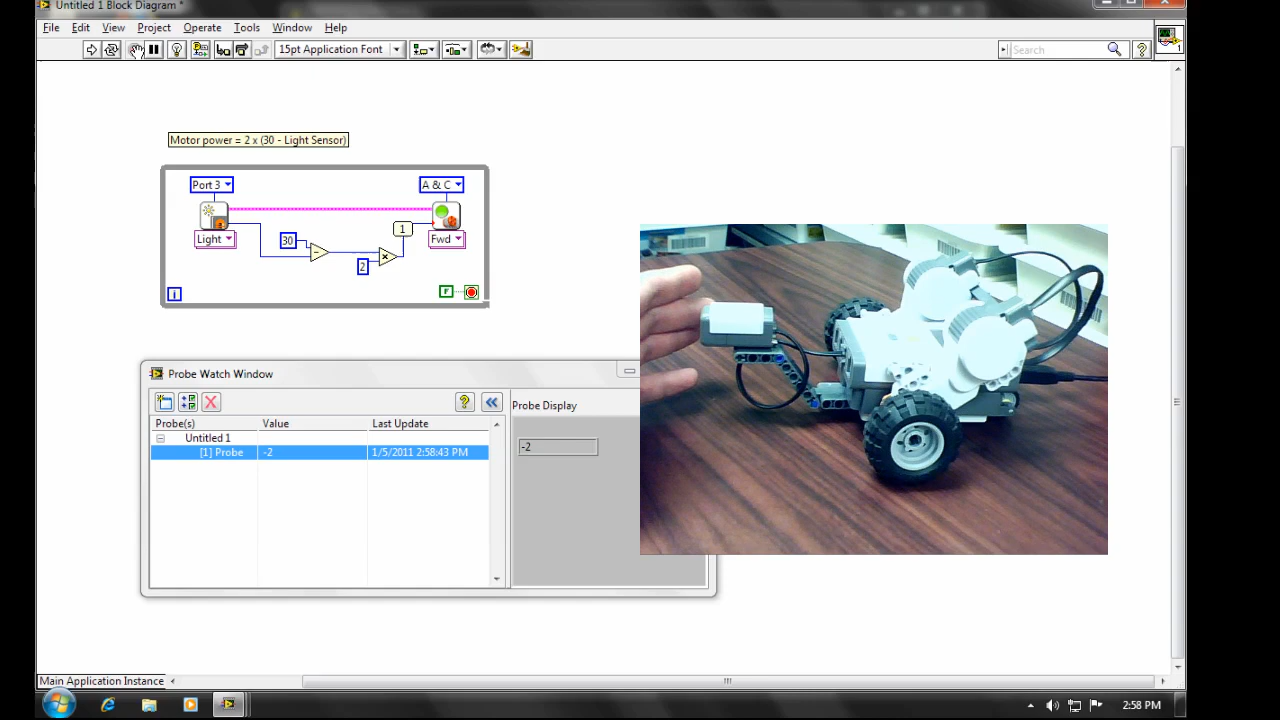 Untitled 1 Block Diagram *
File Edit View Project Operate Tools Window Help
15pt Application Font
Search
1
Motor power = 2 x (30 - Light Sensor)
Port 3
A & C
1
30
Light
Fwd
2
i
F
Probe Watch Window
Probe(s) Value Last Update
Probe Display
Untitled 1
[1] Probe -2 1/5/2011 2:58:43 PM
-2
Main Application Instance
2:58 PM